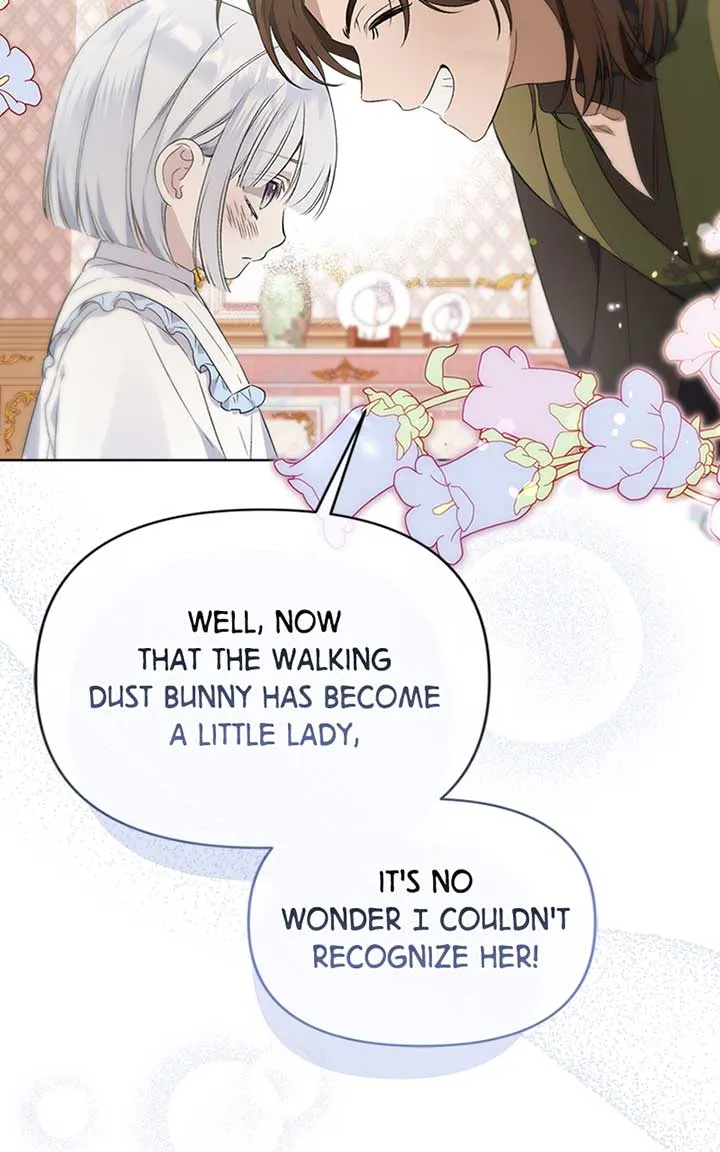 WELL, NOW
THAT THE WALKING
DUST BUNNY HAS BECOME
A LITTLE LADY,
IT'S NO
WONDER I COULDN'T
RECOGNIZE HER!